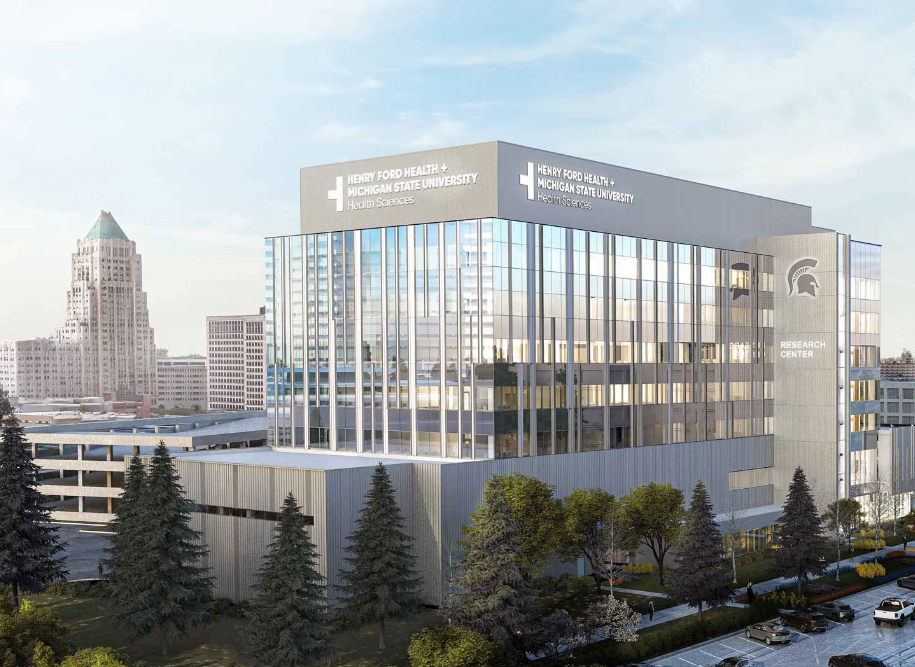 HENRY FORD HEALTH +
MICHIGAN STATE UNIVERSITY
Health Sciences
HENRY FORD HEALTH +
MICHIGAN STATE UNIVERSITY
Health Sciences
RESEARCH
CENTER